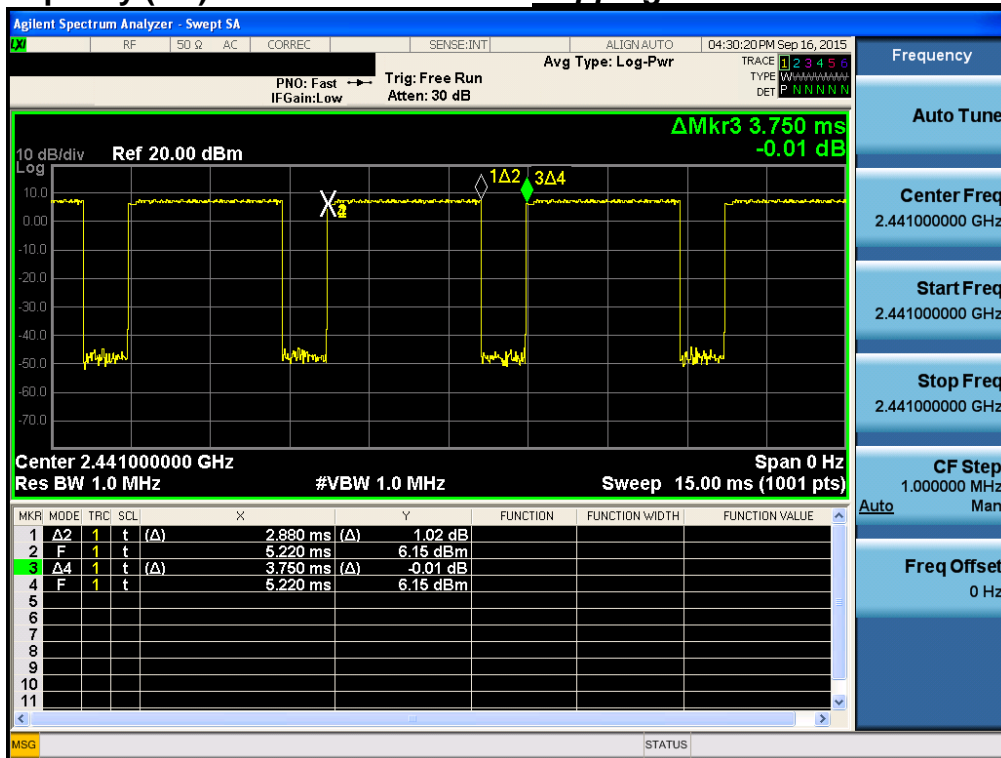 Agilent Spectrum Analyzer - Swept SA
LXI RF 50 Ω AC CORREC SENSE:INT ALIGN AUTO 04:30:20 PM Sep 16, 2015
Avg Type: Log-Pwr TRACE 1 2 3 4 5 6
PNO: Fast Trig: Free Run TYPE W
IFGain:Low Atten: 30 dB DET P N N N N N
ΔMkr3 3.750 ms
-0.01 dB
10 dB/div Ref 20.00 dBm
Log
1Δ2 3Δ4
10.0
0.00
-10.0
-20.0
-30.0
-40.0
-50.0
-60.0
-70.0
Center 2.441000000 GHz Span 0 Hz
Res BW 1.0 MHz #VBW 1.0 MHz Sweep 15.00 ms (1001 pts)
MKR MODE TRC SCL X Y FUNCTION FUNCTION WIDTH FUNCTION VALUE
1 Δ2 1 t (Δ) 2.880 ms (Δ) 1.02 dB
2 F 1 t 5.220 ms 6.15 dBm
3 Δ4 1 t (Δ) 3.750 ms (Δ) -0.01 dB
4 F 1 t 5.220 ms 6.15 dBm
5
6
7
8
9
10
11
MSG STATUS
Frequency
Auto Tune
Center Freq
2.441000000 GHz
Start Freq
2.441000000 GHz
Stop Freq
2.441000000 GHz
CF Step
1.000000 MHz
Auto Man
Freq Offset
0 Hz